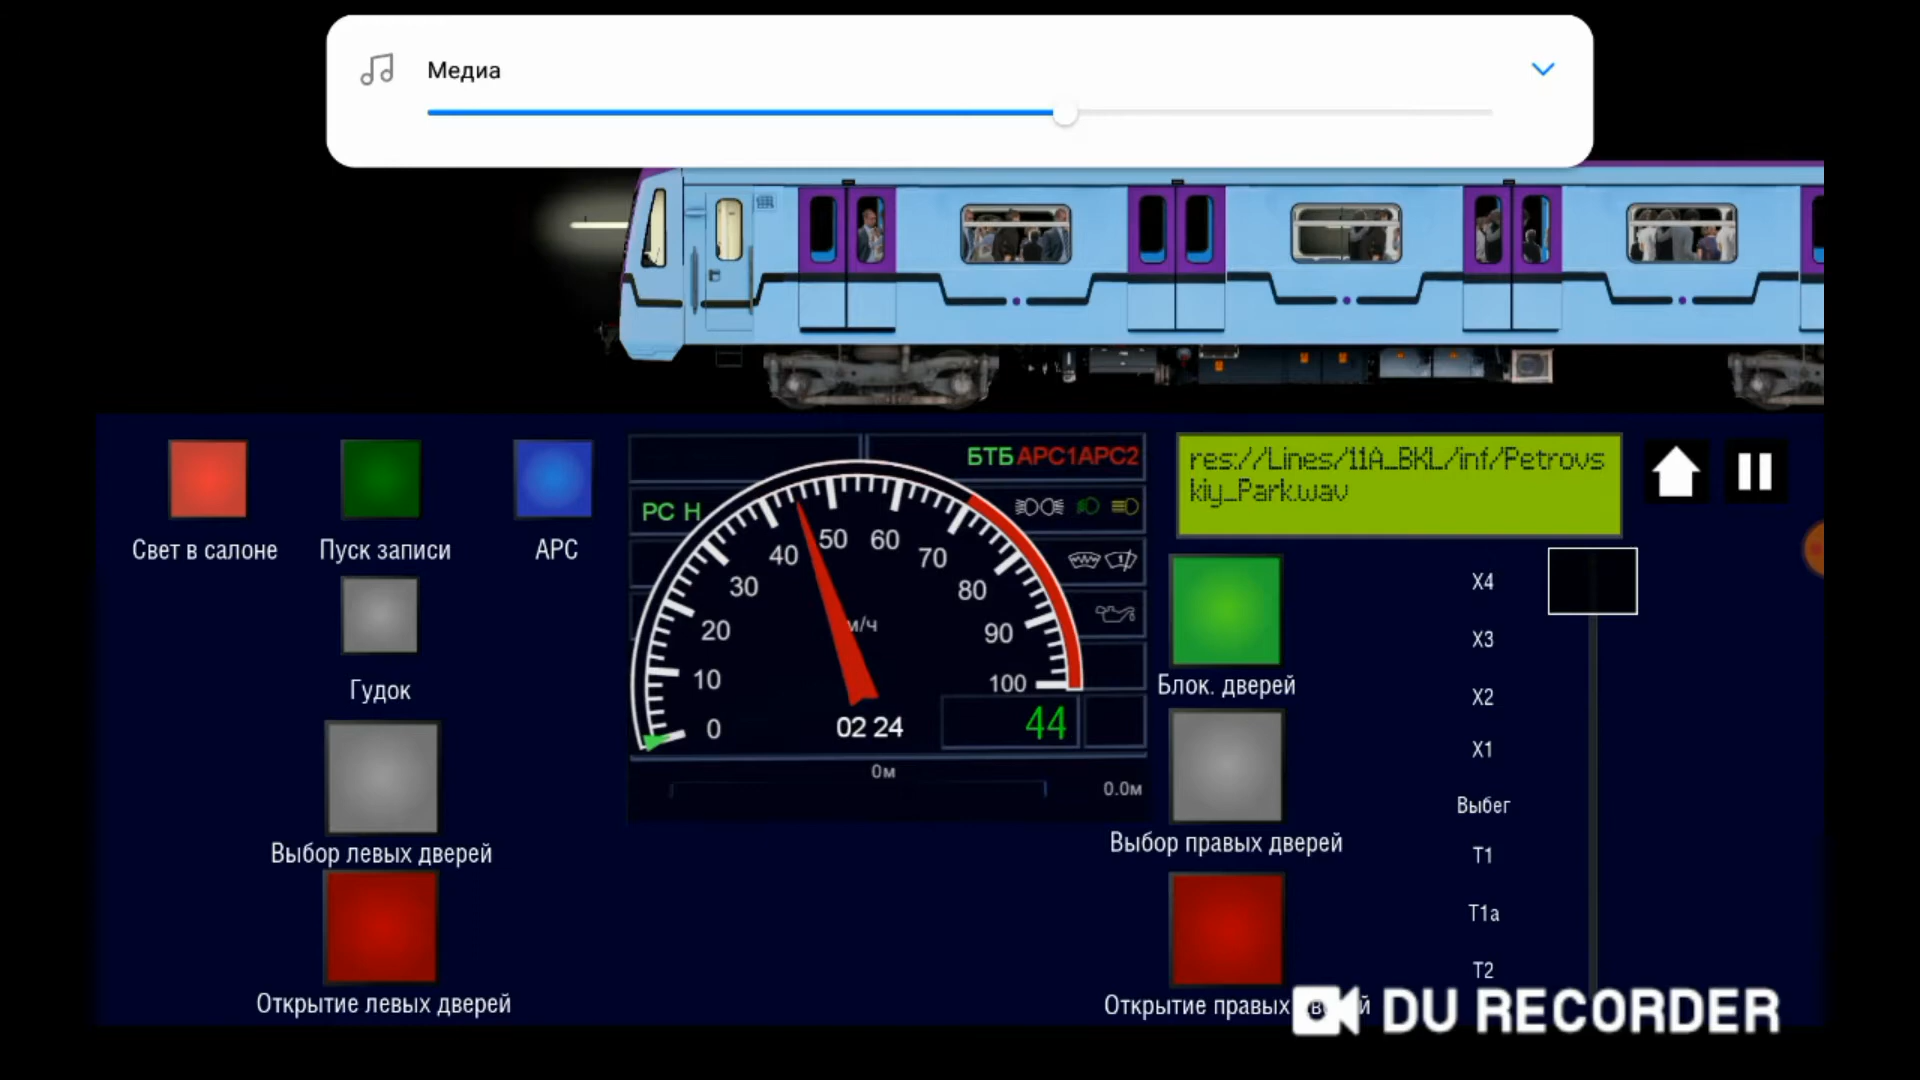 Медиа
БТБ АРС1 АРС2
РС Н
res://Lines/11A_BKL/inf/Petrovs
kiy_Park.wav
Свет в салоне
Пуск записи
АРС
Гудок
Выбор левых дверей
Открытие левых дверей
0
10
20
30
40
50
60
70
80
90
100
м/ч
02 24
44
0м
0.0м
Блок. дверей
Выбор правых дверей
Открытие правых
X4
X3
X2
X1
Выбег
T1
T1a
T2
DU RECORDER